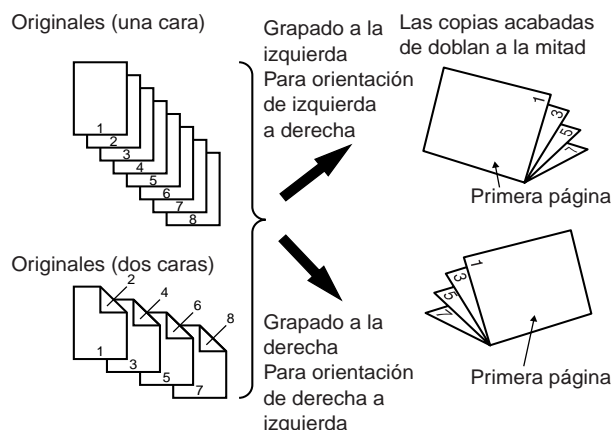 Originales (una cara)
1
2
3
4
5
6
7
8
Originales (dos caras)
2
4
6
8
1
3
5
7
Grapado a la
izquierda
Para orientación
de izquierda
a derecha
Grapado a la
derecha
Para orientación
de derecha a
izquierda
Las copias acabadas
de doblan a la mitad
1
3
5
7
Primera página
1
3
5
7
Primera página